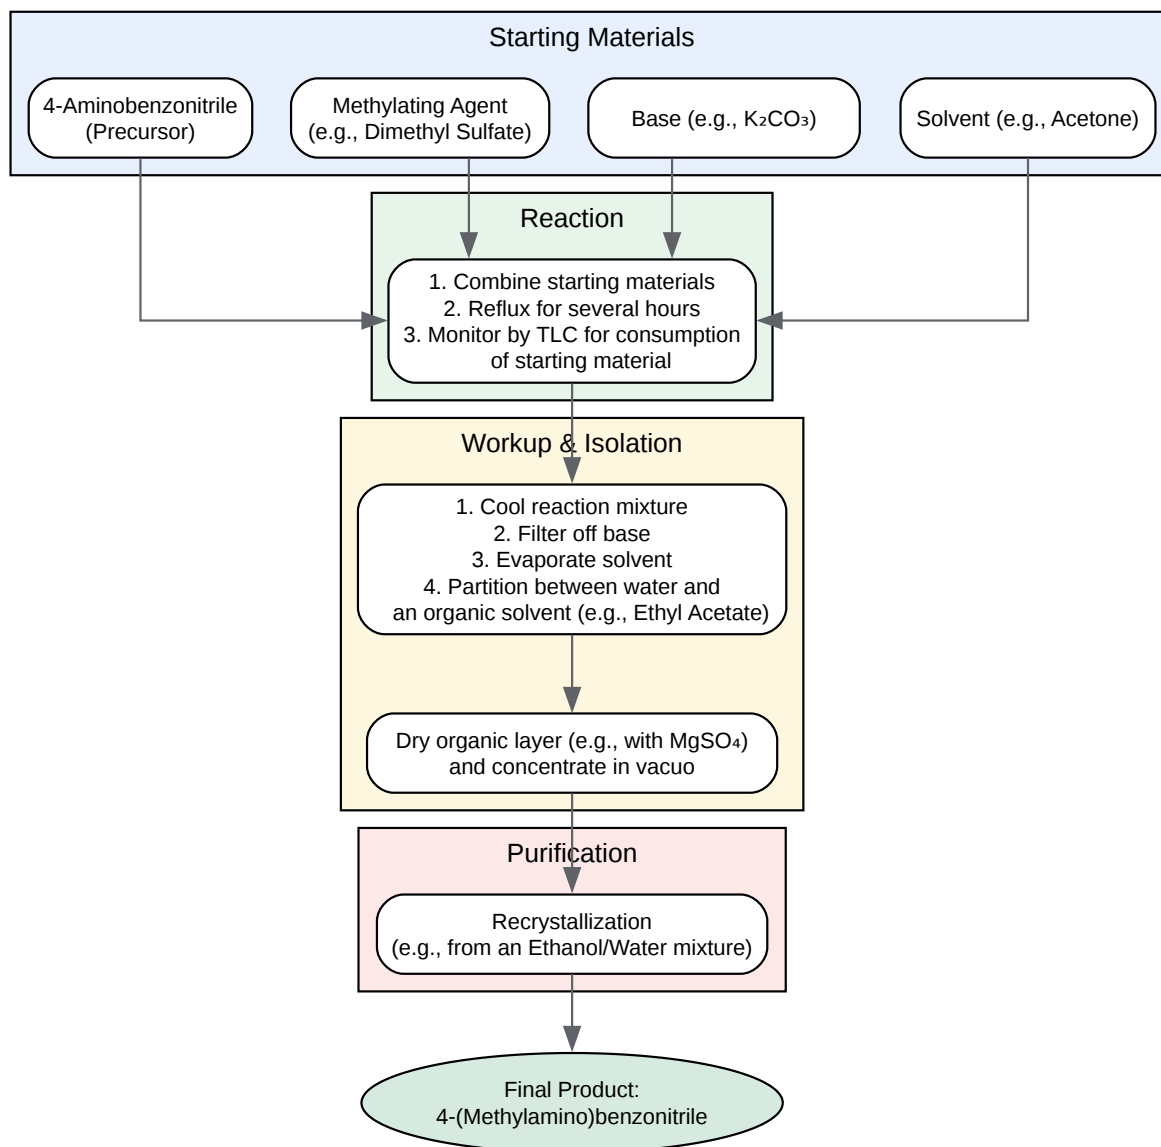 Starting Materials
4-Aminobenzonitrile
(Precursor)
Methylating Agent
(e.g., Dimethyl Sulfate)
Base (e.g., K₂CO₃)
Solvent (e.g., Acetone)
Reaction
1. Combine starting materials
2. Reflux for several hours
3. Monitor by TLC for consumption
of starting material
Workup & Isolation
1. Cool reaction mixture
2. Filter off base
3. Evaporate solvent
4. Partition between water and
an organic solvent (e.g., Ethyl Acetate)
Dry organic layer (e.g., with MgSO₄)
and concentrate in vacuo
Purification
Recrystallization
(e.g., from an Ethanol/Water mixture)
Final Product:
4-(Methylamino)benzonitrile